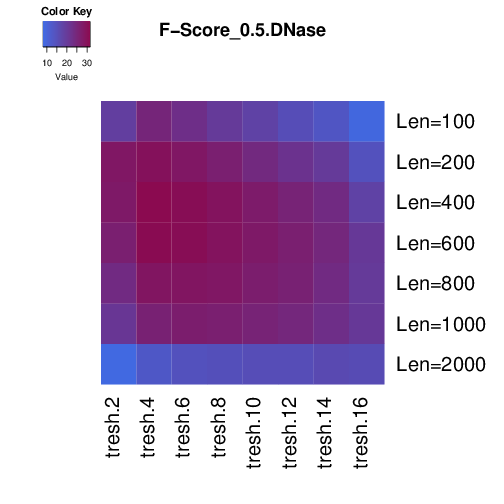 Color Key
F−Score_0.5.DNase
10 20 30
Value
Len=100
Len=200
Len=400
Len=600
Len=800
Len=1000
Len=2000
tresh.2
tresh.4
tresh.6
tresh.8
tresh.10
tresh.12
tresh.14
tresh.16